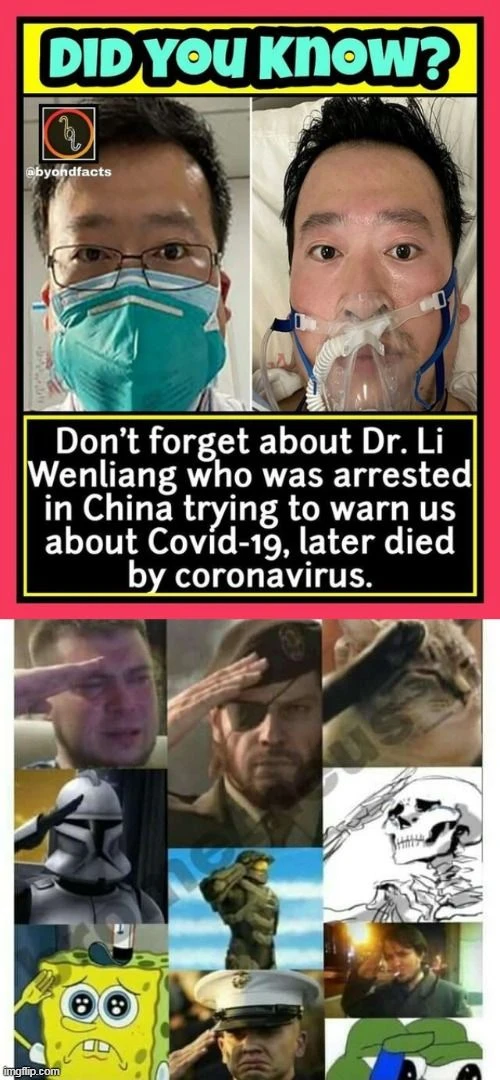 DID YOU KNOW?
@byondfacts
Don't forget about Dr. Li
Wenliang who was arrested
in China trying to warn us
about Covid-19, later died
by coronavirus.
imgflip.com